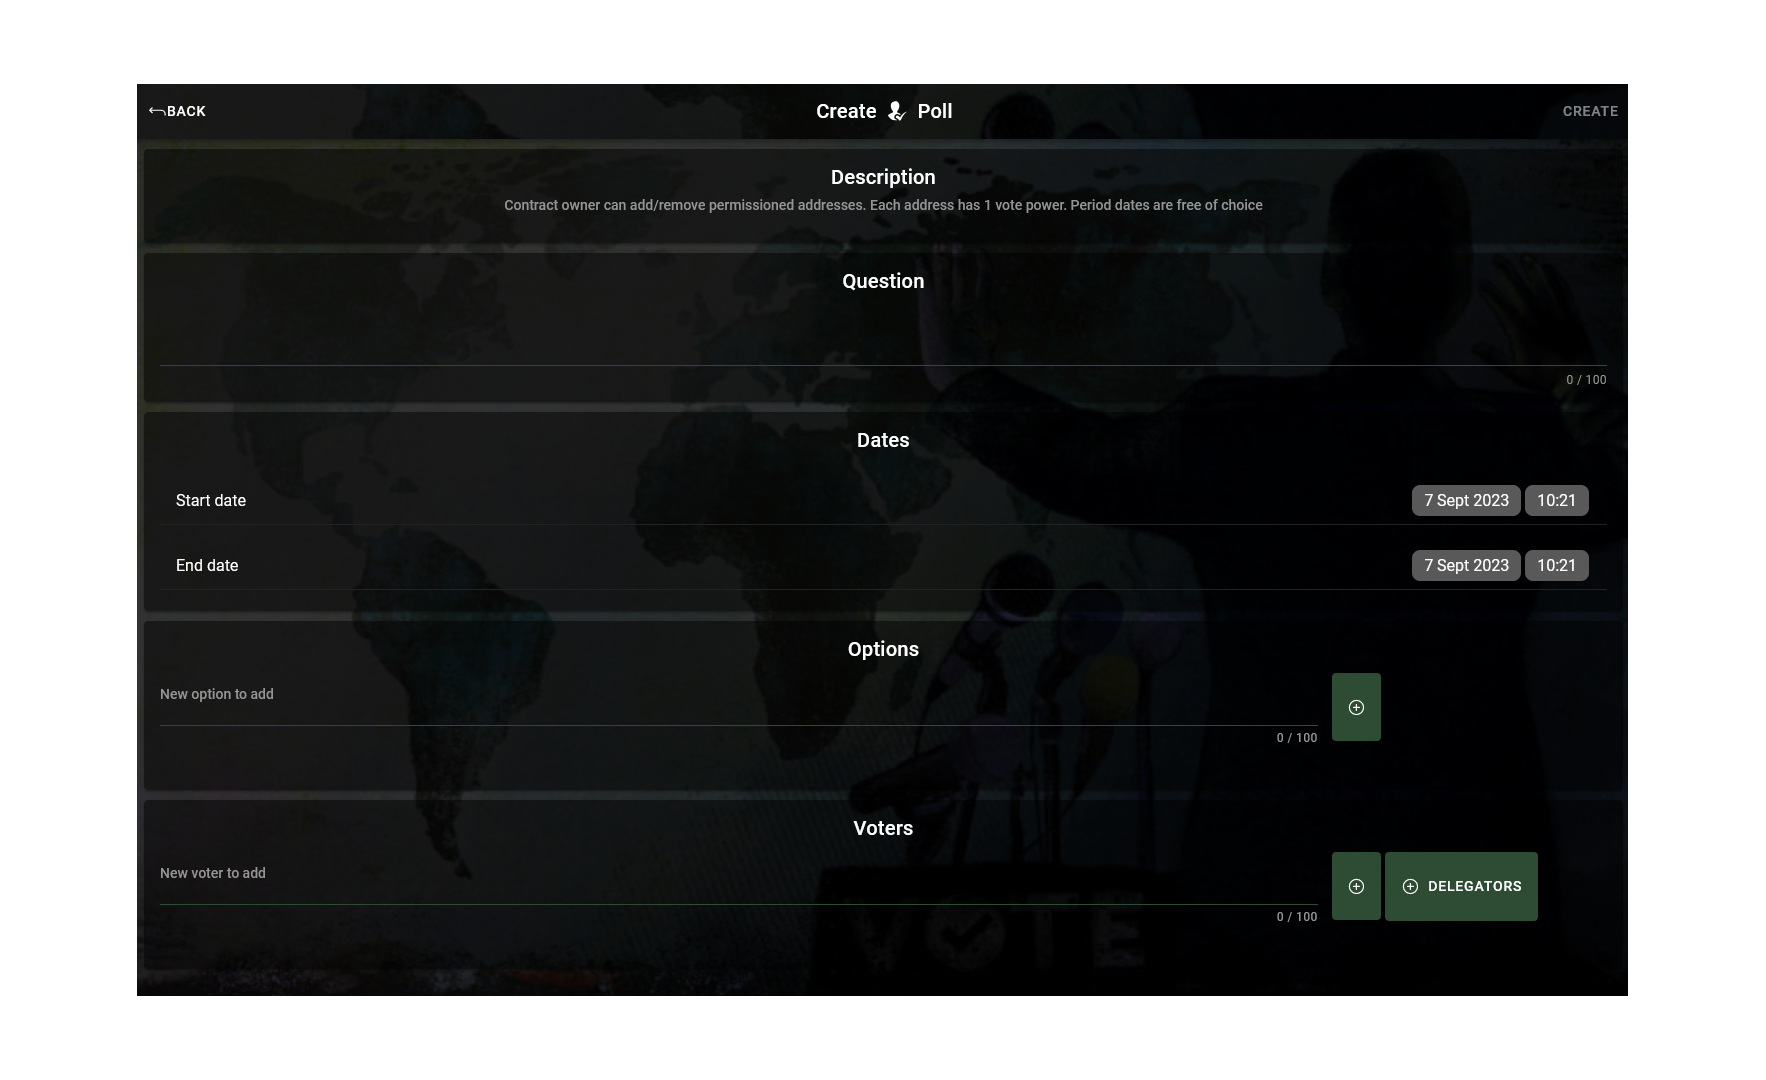 BACK
Create Poll
CREATE
Description
Contract owner can add/remove permissioned addresses. Each address has 1 vote power. Period dates are free of choice
Question
0 / 100
Dates
Start date 7 Sept 2023 10:21
End date 7 Sept 2023 10:21
Options
New option to add
0 / 100
Voters
New voter to add
DELEGATORS
0 / 100
VOTE